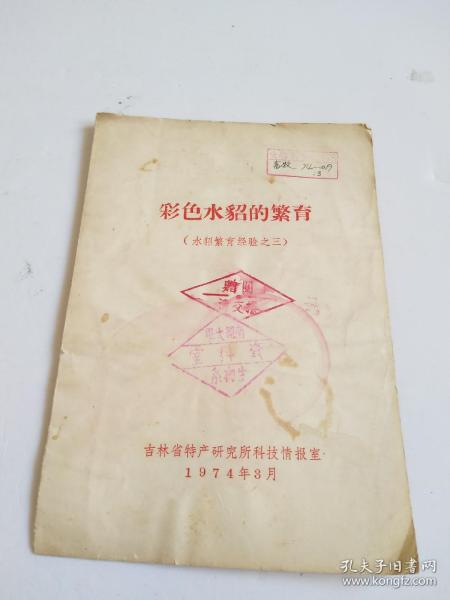 彩色水貂的繁育
(水貂繁育经验之三)
吉林省特产研究所科技情报室
1974年3月
孔夫子旧书网
www.kongfz.com